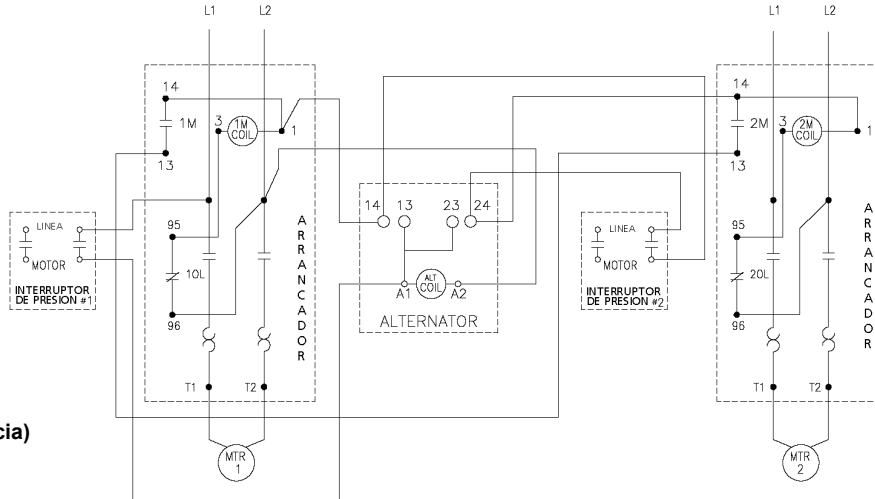 L1
L2
L1
L2
14
1M
3
1M
COIL
1
13
14
2M
3
2M
COIL
1
13
14
13
23
24
LINEA
MOTOR
INTERRUPTOR
DE PRESION #1
95
10L
96
ARRANCADOR
A1
ALT
COIL
A2
ALTERNATOR
LINEA
MOTOR
INTERRUPTOR
DE PRESION #2
95
20L
96
ARRANCADOR
T1
T2
T1
T2
cia)
MTR
1
MTR
2